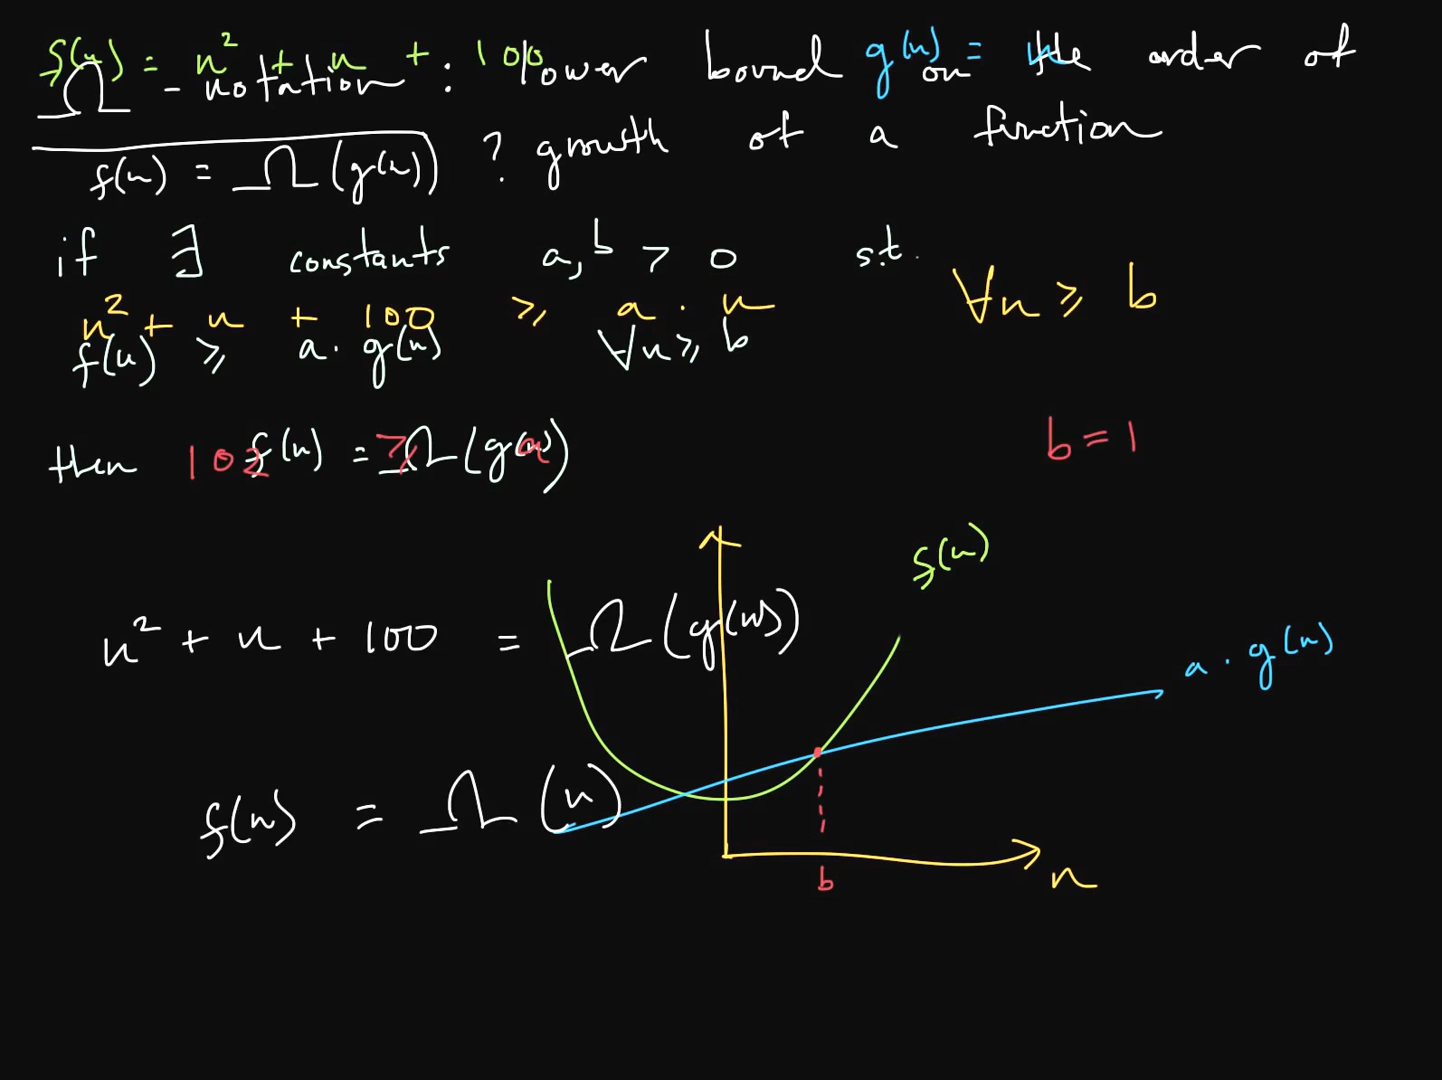 f(n) = n² + n + 100 g(n) = n
Ω - notation : lower bound on the order of
growth of a function
f(n) = Ω(g(n)) ?
if ∃ constants a, b > 0 s.t.
n² + n + 100 ≥ a · n ∀n ≥ b
f(n) ≥ a · g(n) ∀n ≥ b
then f(n) = Ω(g(n))
102 ≥ a
b = 1
f(n)
n² + n + 100 = Ω(g(n))
a · g(n)
f(n) = Ω(n)
b
n